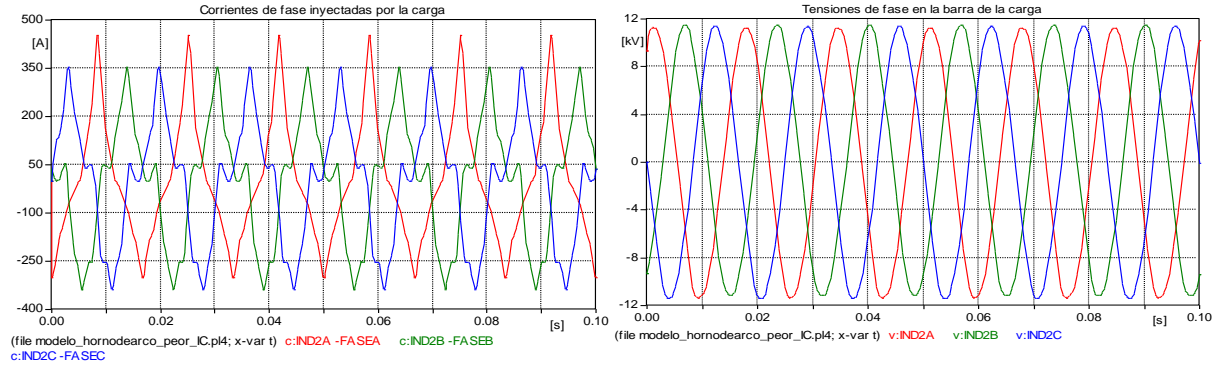 Corrientes de fase inyectadas por la carga
500
[A]
350
200
50
-100
-250
-400
0.00 0.02 0.04 0.06 0.08 [s] 0.10
(file modelo_hornodearco_peor_IC.pl4; x-var t) c:IND2A -FASEA c:IND2B -FASEB
c:IND2C -FASEC
Tensiones de fase en la barra de la carga
12
[kV]
8
4
0
-4
-8
-12
0.00 0.02 0.04 0.06 0.08 [s] 0.10
(file modelo_hornodearco_peor_IC.pl4; x-var t) v:IND2A v:IND2B v:IND2C